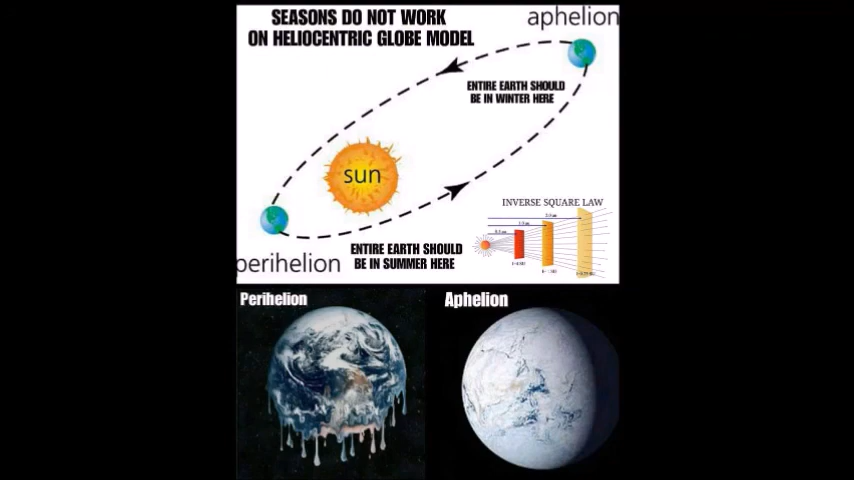 SEASONS DO NOT WORK
ON HELIOCENTRIC GLOBE MODEL
aphelion
ENTIRE EARTH SHOULD
BE IN WINTER HERE
sun
INVERSE SQUARE LAW
ENTIRE EARTH SHOULD
BE IN SUMMER HERE
perihelion
Perihelion
Aphelion